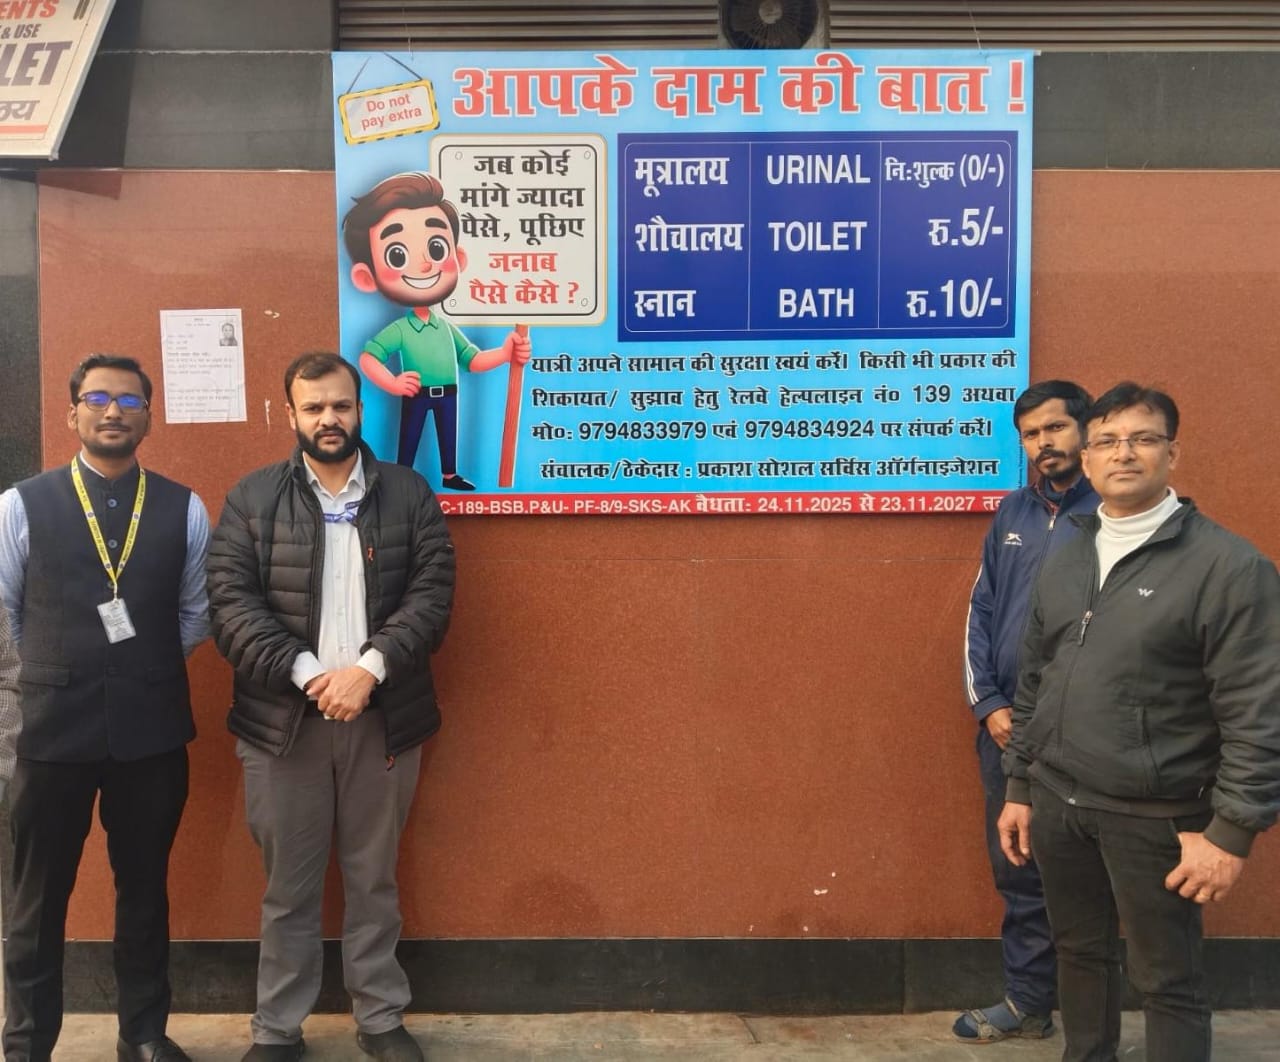 ENTS
& USE
LET
आपके दाम की बात !
Do not
pay extra
जब कोई
मांगे ज्यादा
पैसे, पूछिए
जनाब
ऐसे कैसे ?
मूत्रालय URINAL नि:शुल्क (0/-)
शौचालय TOILET रु.5/-
स्नान BATH रु.10/-
यात्री अपने सामान की सुरक्षा स्वयं करें। किसी भी प्रकार की
शिकायत/ सुझाव हेतु रेलवे हेल्पलाइन नं० 139 अथवा
मो०: 9794833979 एवं 9794834924 पर संपर्क करें।
संचालक/ठेकेदार : प्रकाश सोशल सर्विस ऑर्गनाइजेशन
C-189-BSB.P&U- PF-8/9-SKS-AK वैधता: 24.11.2025 से 23.11.2027